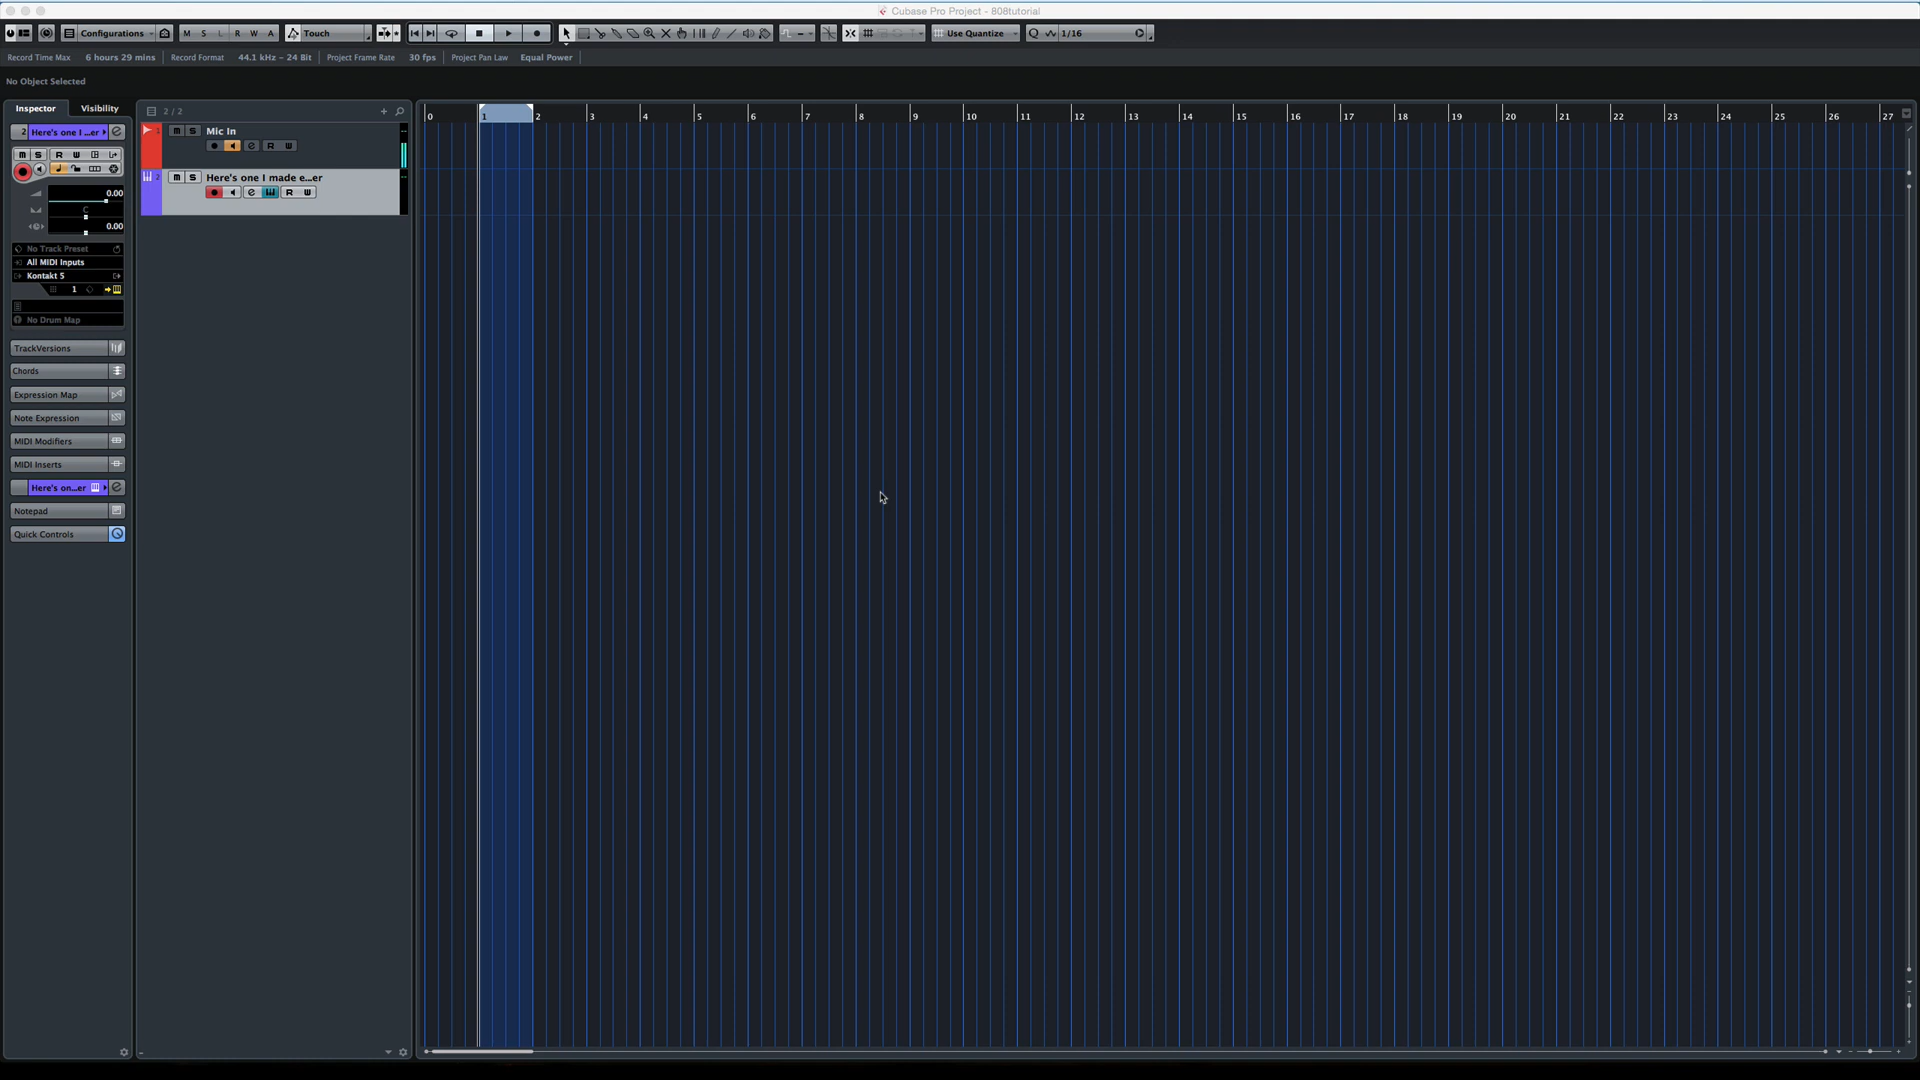 Cubase Pro Project - 808tutorial
Configurations M S L R W A Touch Use Quantize Q 1/16
Record Time Max 6 hours 29 mins Record Format 44.1 kHz - 24 Bit Project Frame Rate 30 fps Project Pan Law Equal Power
No Object Selected
Inspector Visibility 2 / 2
0 1 2 3 4 5 6 7 8 9 10 11 12 13 14 15 16 17 18 19 20 21 22 23 24 25 26 27
2 Here's one I ...er e
1 m S Mic In
e R W
m S R W
2 m S Here's one I made e...er
e R W
0.00
C
0.00
No Track Preset
All MIDI Inputs
Kontakt 5
1
No Drum Map
TrackVersions
Chords
Expression Map
Note Expression
MIDI Modifiers
MIDI Inserts
Here's on...er e
Notepad
Quick Controls